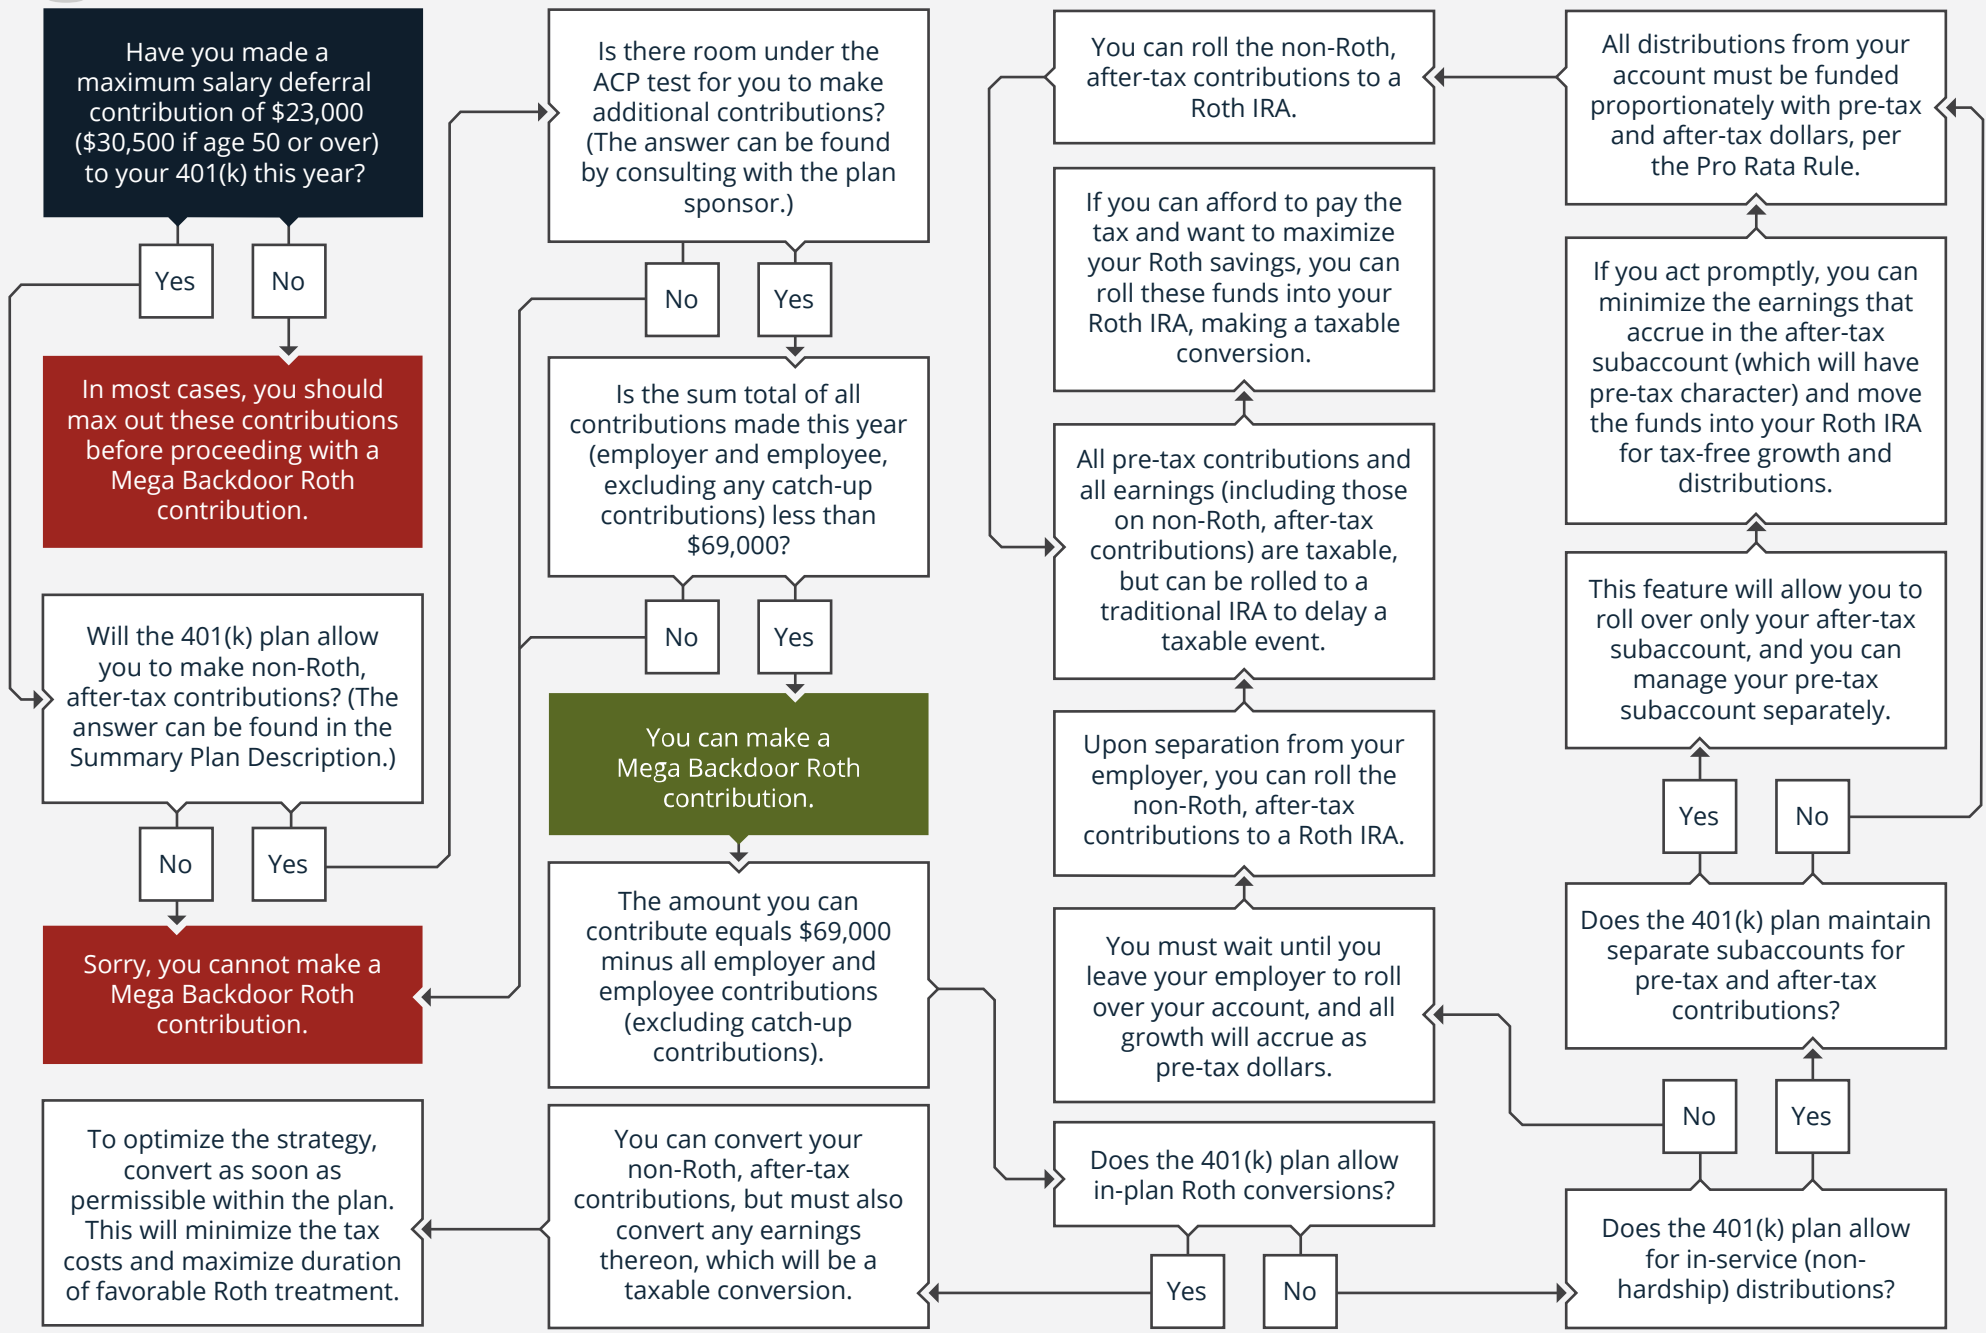 Have you made a
maximum salary deferral
contribution of $23,000
($30,500 if age 50 or over)
to your 401(k) this year?
Yes
No
In most cases, you should
max out these contributions
before proceeding with a
Mega Backdoor Roth
contribution.
Will the 401(k) plan allow
you to make non-Roth,
after-tax contributions? (The
answer can be found in the
Summary Plan Description.)
No
Yes
Sorry, you cannot make a
Mega Backdoor Roth
contribution.
Is there room under the
ACP test for you to make
additional contributions?
(The answer can be found
by consulting with the plan
sponsor.)
No
Yes
Is the sum total of all
contributions made this year
(employer and employee,
excluding any catch-up
contributions) less than
$69,000?
No
Yes
You can make a
Mega Backdoor Roth
contribution.
The amount you can
contribute equals $69,000
minus all employer and
employee contributions
(excluding catch-up
contributions).
Does the 401(k) plan allow
in-plan Roth conversions?
Yes
No
You can convert your
non-Roth, after-tax
contributions, but must also
convert any earnings
thereon, which will be a
taxable conversion.
To optimize the strategy,
convert as soon as
permissible within the plan.
This will minimize the tax
costs and maximize duration
of favorable Roth treatment.
Does the 401(k) plan allow
for in-service (non-
hardship) distributions?
No
Yes
You must wait until you
leave your employer to roll
over your account, and all
growth will accrue as
pre-tax dollars.
Upon separation from your
employer, you can roll the
non-Roth, after-tax
contributions to a Roth IRA.
Does the 401(k) plan maintain
separate subaccounts for
pre-tax and after-tax
contributions?
Yes
No
This feature will allow you to
roll over only your after-tax
subaccount, and you can
manage your pre-tax
subaccount separately.
If you act promptly, you can
minimize the earnings that
accrue in the after-tax
subaccount (which will have
pre-tax character) and move
the funds into your Roth IRA
for tax-free growth and
distributions.
All distributions from your
account must be funded
proportionately with pre-tax
and after-tax dollars, per
the Pro Rata Rule.
You can roll the non-Roth,
after-tax contributions to a
Roth IRA.
All pre-tax contributions and
all earnings (including those
on non-Roth, after-tax
contributions) are taxable,
but can be rolled to a
traditional IRA to delay a
taxable event.
If you can afford to pay the
tax and want to maximize
your Roth savings, you can
roll these funds into your
Roth IRA, making a taxable
conversion.